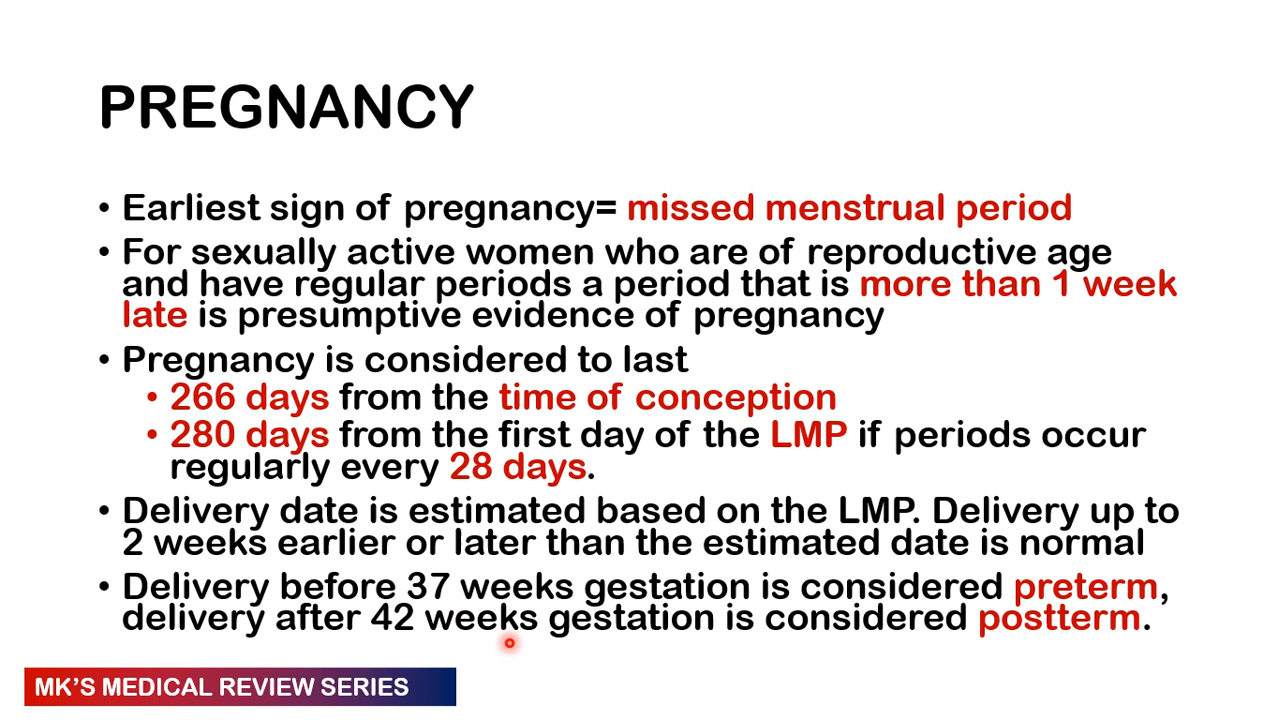 PREGNANCY
• Earliest sign of pregnancy= missed menstrual period
• For sexually active women who are of reproductive age
and have regular periods a period that is more than 1 week
late is presumptive evidence of pregnancy
• Pregnancy is considered to last
• 266 days from the time of conception
• 280 days from the first day of the LMP if periods occur
regularly every 28 days.
• Delivery date is estimated based on the LMP. Delivery up to
2 weeks earlier or later than the estimated date is normal
• Delivery before 37 weeks gestation is considered preterm,
delivery after 42 weeks gestation is considered postterm.
MK'S MEDICAL REVIEW SERIES